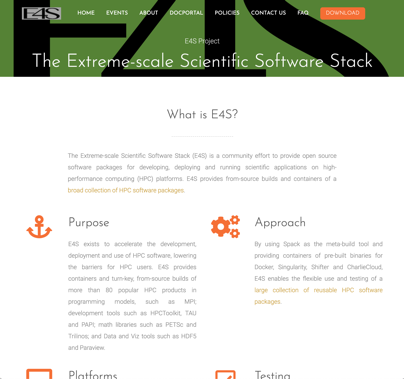 E4S HOME EVENTS ABOUT DOCPORTAL POLICIES CONTACT US FAQ DOWNLOAD
E4S Project
The Extreme-scale Scientific Software Stack
What is E4S?
The Extreme-scale Scientific Software Stack (E4S) is a community effort to provide open source
software packages for developing, deploying and running scientific applications on high-
performance computing (HPC) platforms. E4S provides from-source builds and containers of a
broad collection of HPC software packages.
Purpose
E4S exists to accelerate the development,
deployment and use of HPC software, lowering
the barriers for HPC users. E4S provides
containers and turn-key, from-source builds of
more than 80 popular HPC products in
programming models, such as MPI;
development tools such as HPCToolkit, TAU
and PAPI; math libraries such as PETSc and
Trilinos; and Data and Viz tools such as HDF5
and Paraview.
Approach
By using Spack as the meta-build tool and
providing containers of pre-built binaries for
Docker, Singularity, Shifter and CharlieCloud,
E4S enables the flexible use and testing of a
large collection of reusable HPC software
packages.
Platforms
Testing